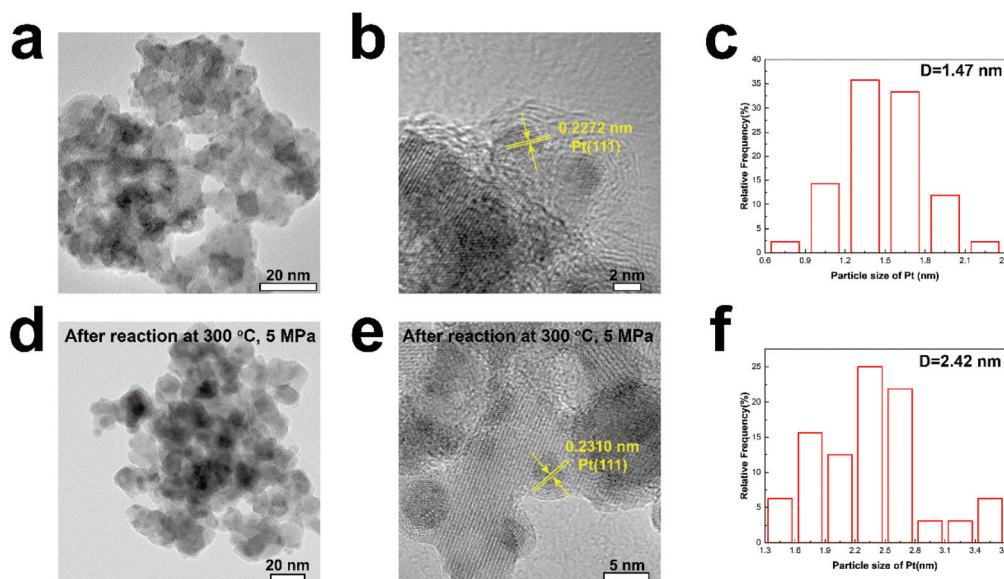 a
20 nm
b
0.2272 nm
Pt(111)
2 nm
c
D=1.47 nm
Relative Frequency(%)
40
35
30
25
20
15
10
5
0
0.6 0.9 1.2 1.5 1.8 2.1
Particle size of Pt (nm)
d
After reaction at 300 °C, 5 MPa
20 nm
e
After reaction at 300 °C, 5 MPa
0.2310 nm
Pt(111)
5 nm
f
D=2.42 nm
Relative Frequency(%)
25
20
15
10
5
0
1.3 1.6 1.9 2.2 2.5 2.8 3.1 3.4
Particle size of Pt(nm)